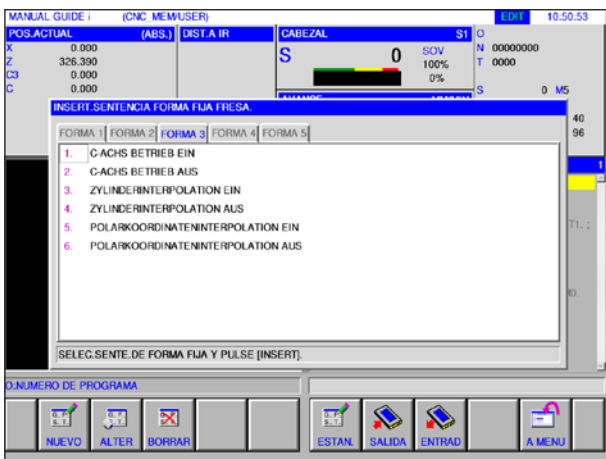 MANUAL GUIDE i (CNC_MEM/USER) EDIT 10:50:53
POS.ACTUAL (ABS.) DIST.A IR CABEZAL S1 O
X 0.000 S 0 SOV 100% N 00000000
Z 326.390 T 0000
C3 0.000 0%
C 0.000 S 0 M5
INSERT.SENTENCIA FORMA FIJA FRESA.
40
FORMA 1 FORMA 2 FORMA 3 FORMA 4 FORMA 5 96
1. C-ACHS BETRIEB EIN
1
2. C-ACHS BETRIEB AUS
3. ZYLINDERINTERPOLATION EIN
4. ZYLINDERINTERPOLATION AUS
5. POLARKOORDINATENINTERPOLATION EIN T1. ;
6. POLARKOORDINATENINTERPOLATION AUS
SELEC.SENTE.DE FORMA FIJA Y PULSE [INSERT].
O:NUMERO DE PROGRAMA
NUEVO ALTER BORRAR ESTAN. SALIDA ENTRAD A MENU